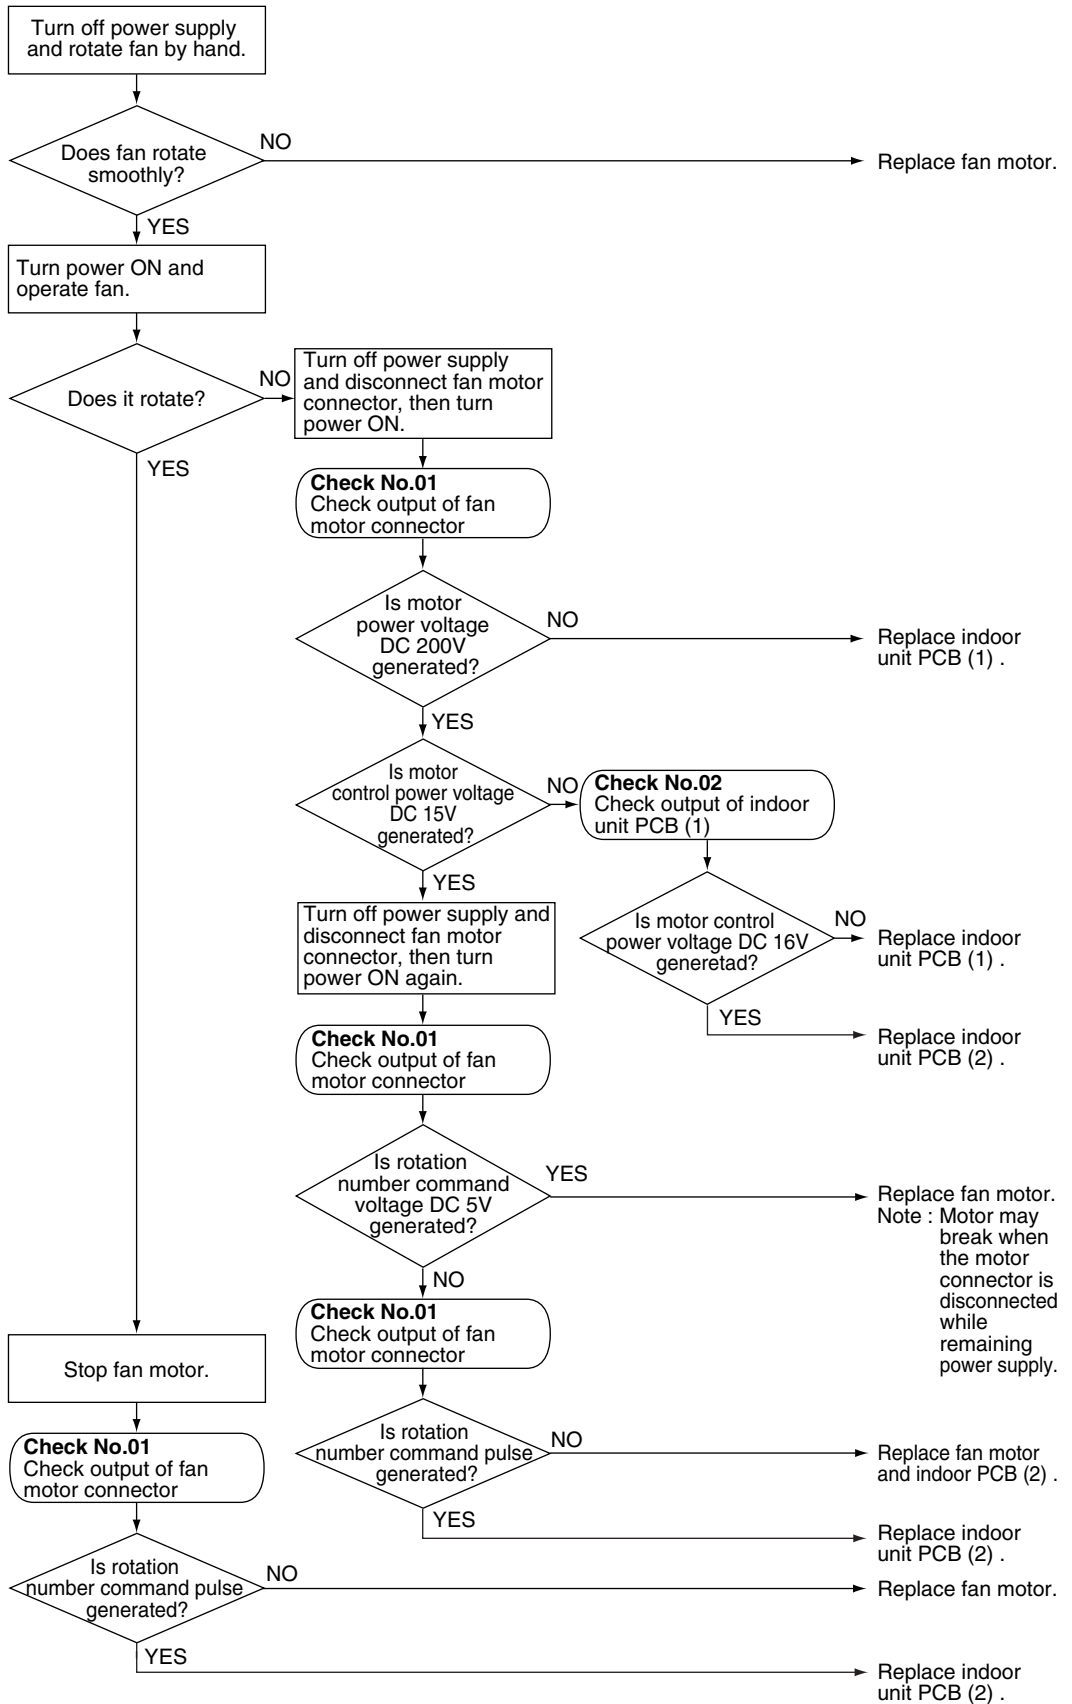 Turn off power supply
and rotate fan by hand.
Does fan rotate
smoothly?
NO
Replace fan motor.
YES
Turn power ON and
operate fan.
Does it rotate?
NO
Turn off power supply
and disconnect fan motor
connector, then turn
power ON.
YES
Check No.01
Check output of fan
motor connector
Is motor
power voltage
DC 200V
generated?
NO
Replace indoor
unit PCB (1) .
YES
Is motor
control power voltage
DC 15V
generated?
NO
Check No.02
Check output of indoor
unit PCB (1)
YES
Is motor control
power voltage DC 16V
generetad?
NO
Replace indoor
unit PCB (1) .
YES
Replace indoor
unit PCB (2) .
Turn off power supply and
disconnect fan motor
connector, then turn
power ON again.
Check No.01
Check output of fan
motor connector
Is rotation
number command
voltage DC 5V
generated?
YES
Replace fan motor.
Note : Motor may
break when
the motor
connector is
disconnected
while
remaining
power supply.
NO
Check No.01
Check output of fan
motor connector
Is rotation
number command pulse
generated?
NO
Replace fan motor
and indoor PCB (2) .
YES
Replace indoor
unit PCB (2) .
Stop fan motor.
Check No.01
Check output of fan
motor connector
Is rotation
number command pulse
generated?
NO
Replace fan motor.
YES
Replace indoor
unit PCB (2) .